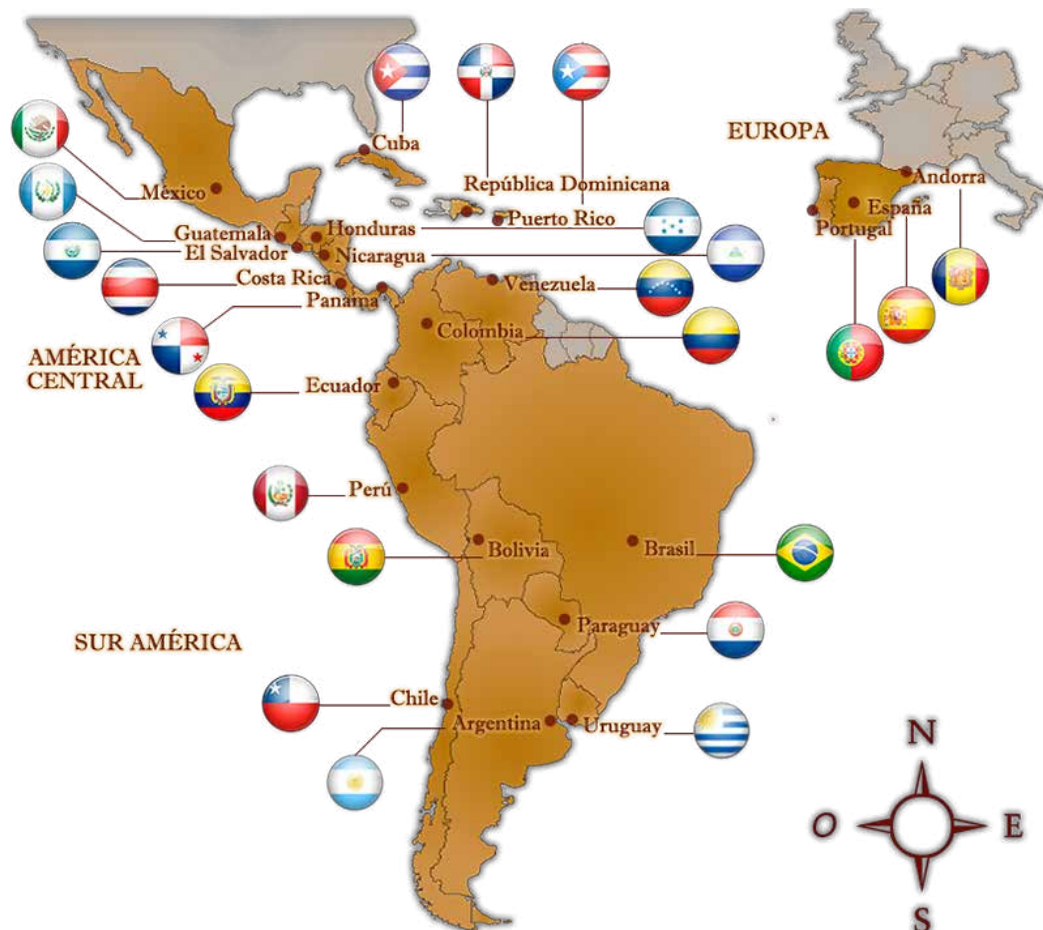 Cuba
EUROPA
República Dominicana
Andorra
México
Puerto Rico
España
Portugal
Guatemala
Honduras
El Salvador
Nicaragua
Costa Rica
Venezuela
Panama
Colombia
AMÉRICA
CENTRAL
Ecuador
Perú
Bolivia
Brasil
Paraguay
SUR AMÉRICA
Chile
Argentina
Uruguay
N
O
E
S